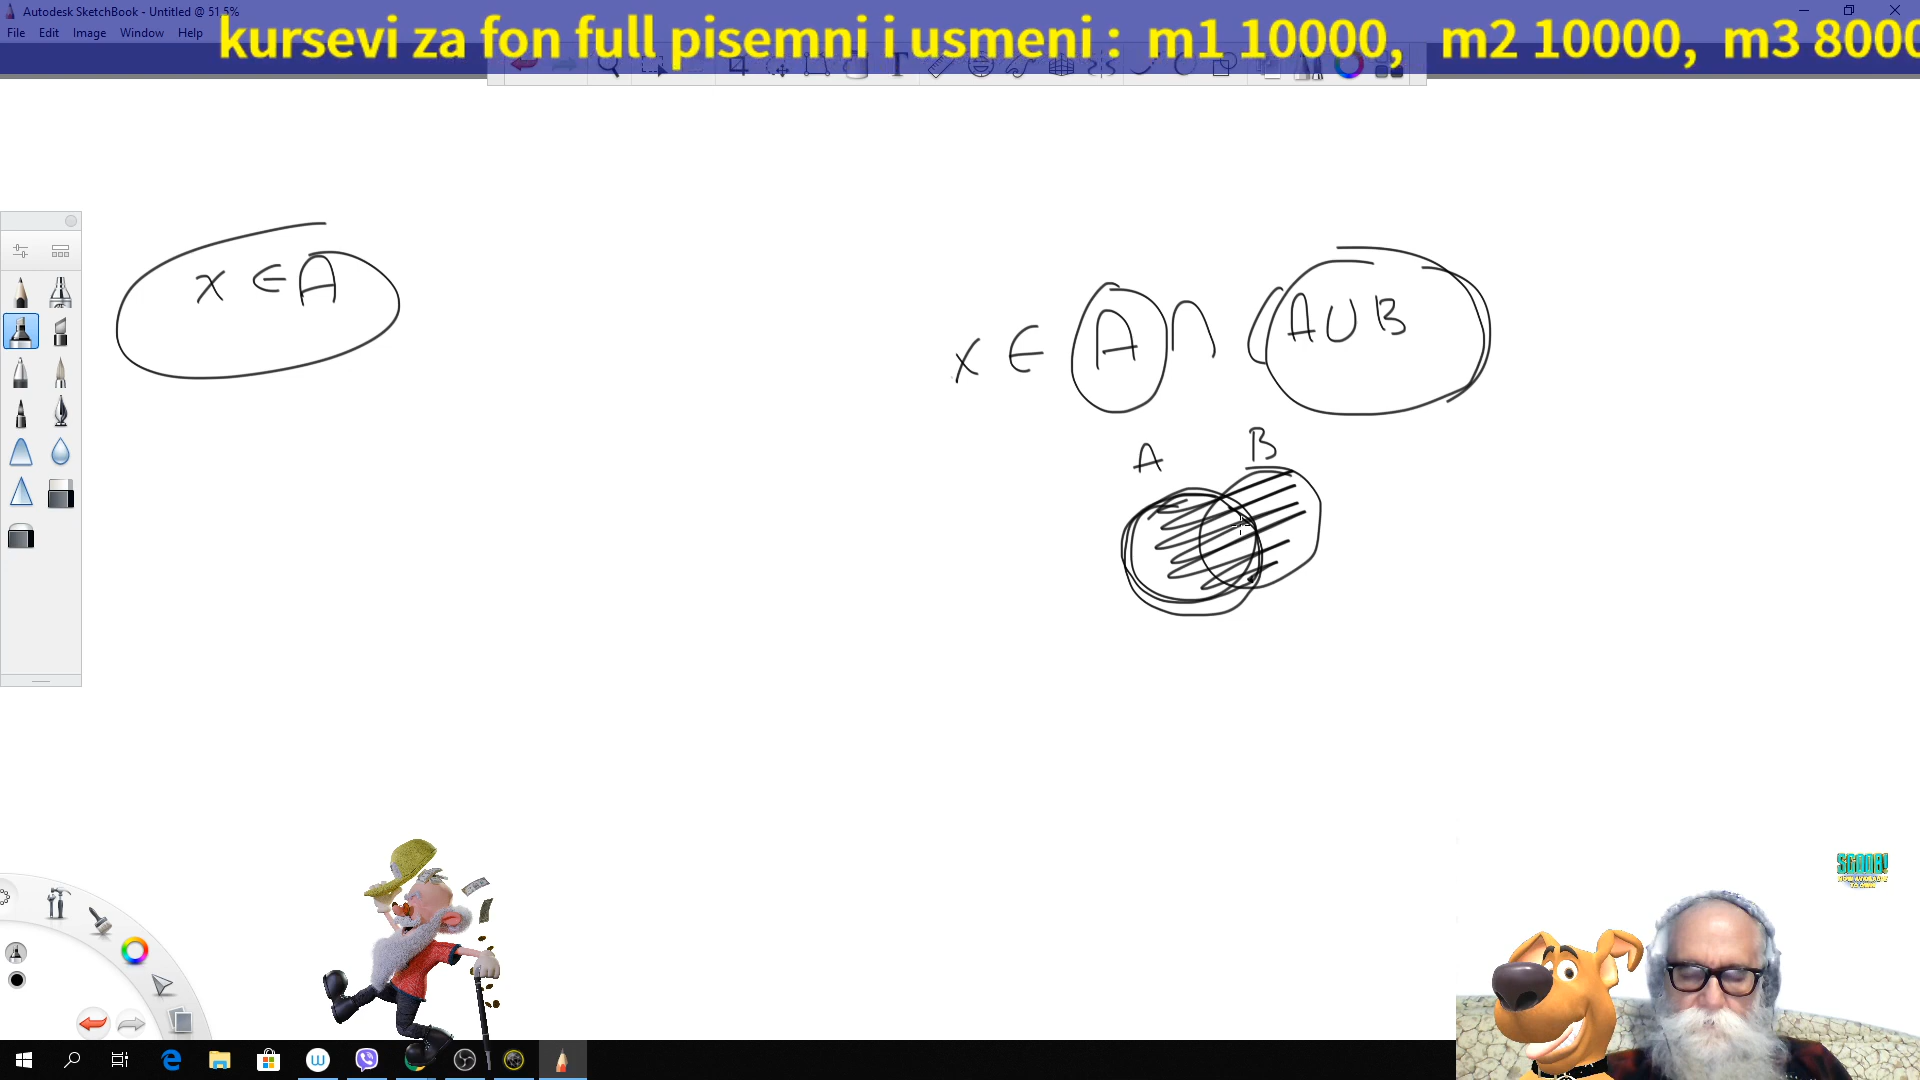 Autodesk SketchBook - Untitled @ 51.5%
File Edit Image Window Help
kursevi za fon full pisemni i usmeni : m1 10000, m2 10000, m3 8000
x ∈ A
x ∈ A ∩ (A ∪ B
A B
SCOOB!